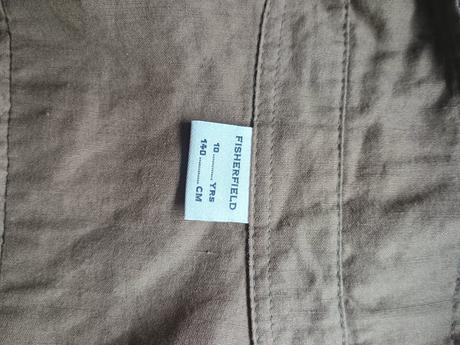 FISHERFIELD
10..........YRS
140..........CM